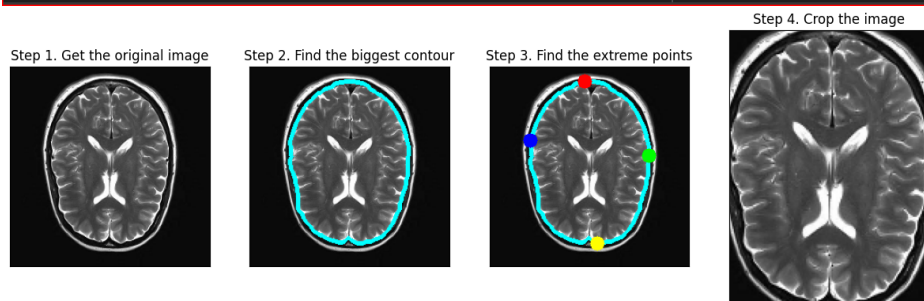 Step 1. Get the original image
Step 2. Find the biggest contour
Step 3. Find the extreme points
Step 4. Crop the image